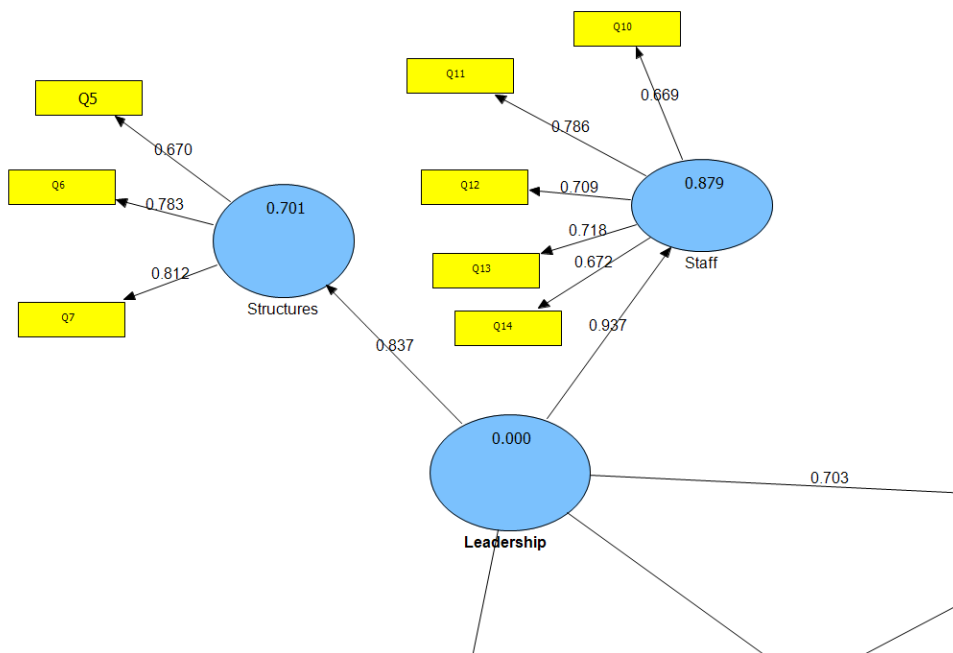 Q10
Q11
0.669
Q5
0.786
0.670
Q12
0.709
0.879
Q6
0.783
0.701
0.718
Staff
Q13
0.672
0.812
Structures
Q7
Q14
0.937
0.837
0.000
0.703
Leadership